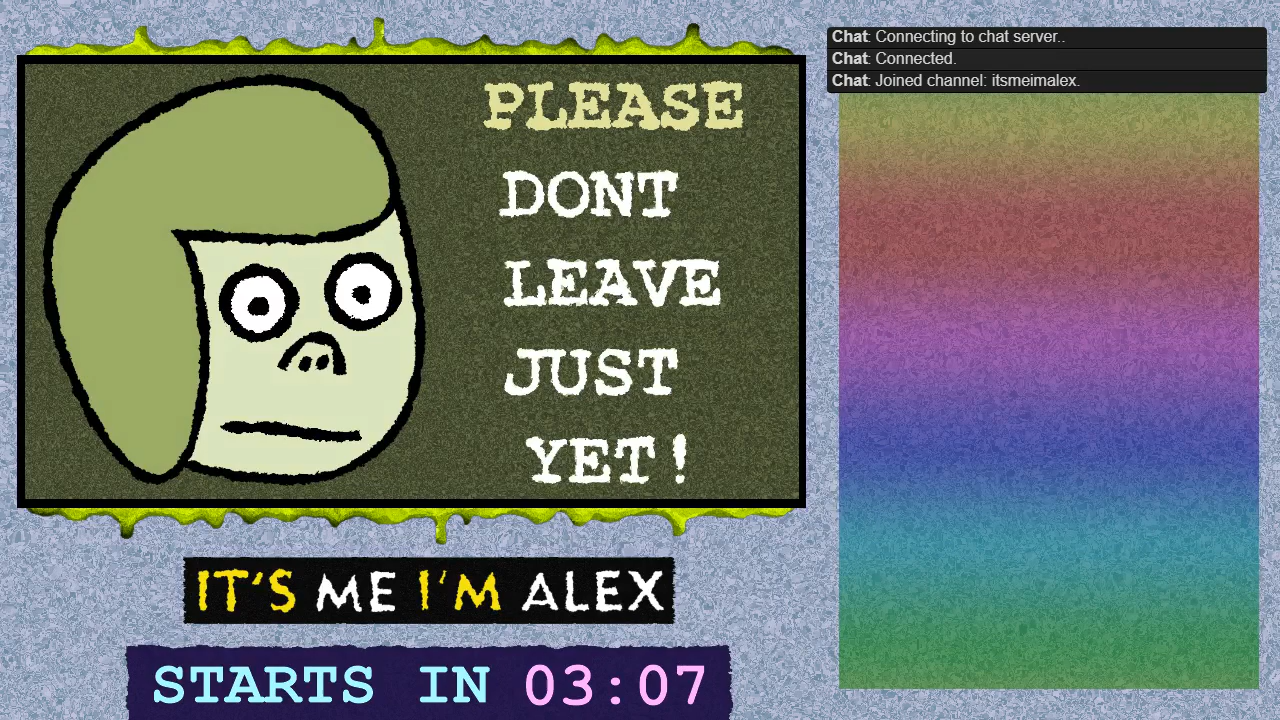 PLEASE
DONT
LEAVE
JUST
YET!
IT'S ME I'M ALEX
STARTS IN 03:07
Chat: Connecting to chat server..
Chat: Connected.
Chat: Joined channel: itsmeimalex.